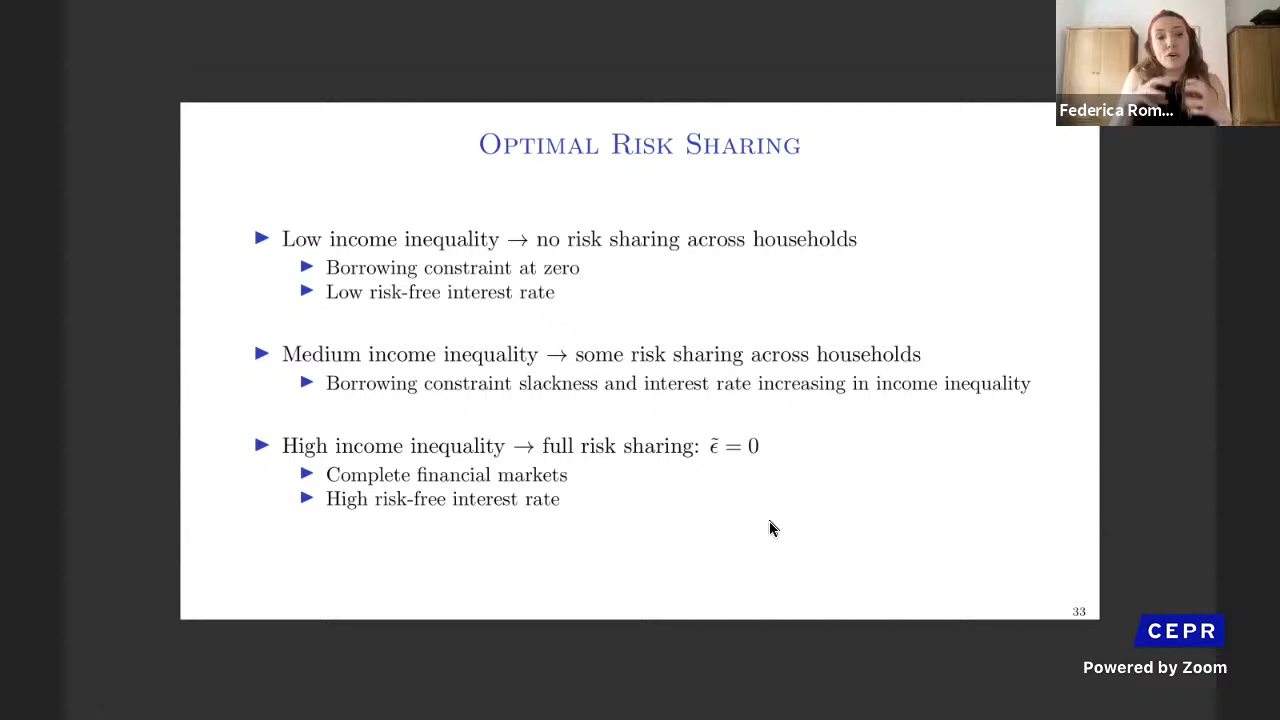 Federica Rom...
OPTIMAL RISK SHARING
Low income inequality → no risk sharing across households
Borrowing constraint at zero
Low risk-free interest rate
Medium income inequality → some risk sharing across households
Borrowing constraint slackness and interest rate increasing in income inequality
High income inequality → full risk sharing: ϵ̃ = 0
Complete financial markets
High risk-free interest rate
33
CEPR
Powered by Zoom